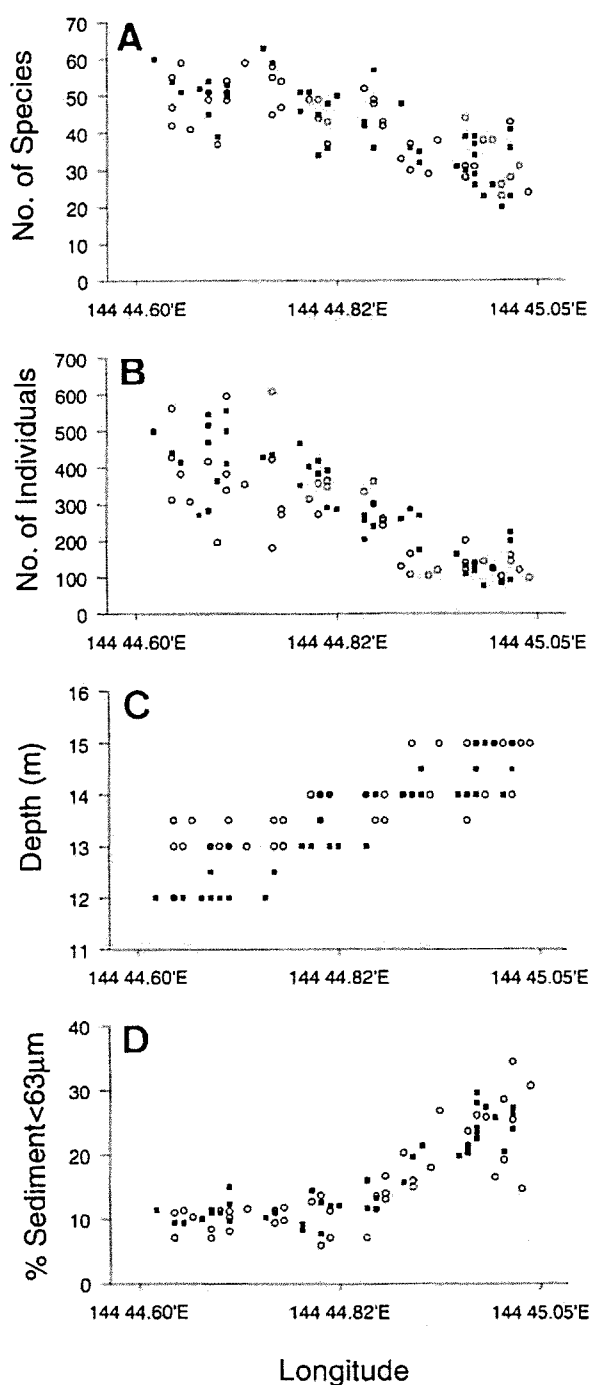 A
No. of Species
70
60
50
40
30
20
10
0
144 44.60'E 144 44.82'E 145 45.05'E
B
No. of Individuals
700
600
500
400
300
200
100
0
144 44.60'E 144 44.82'E 144 45.05'E
C
Depth (m)
16
15
14
13
12
11
144 44.60'E 144 44.82'E 144 45.05'E
D
% Sediment<63µm
40
30
20
10
0
144 44.60'E 144 44.82'E 144 45.05'E
Longitude